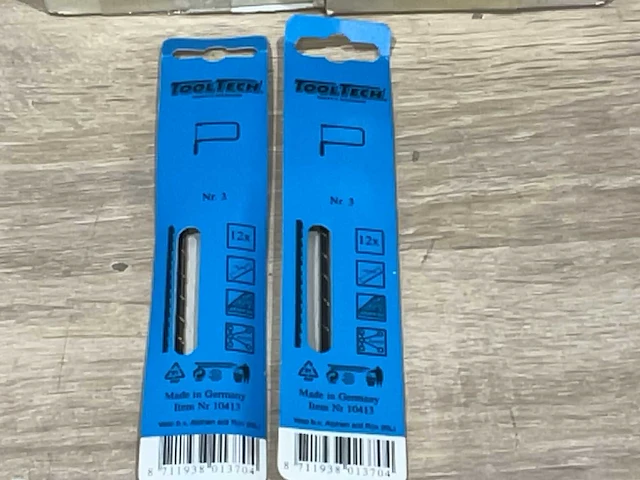 TOOLTECH
Nr 3
12x
Made in Germany
Item Nr 10413
8 711938 013704
TOOLTECH
Nr 3
12x
Made in Germany
Item Nr 10413
8 711938 013704